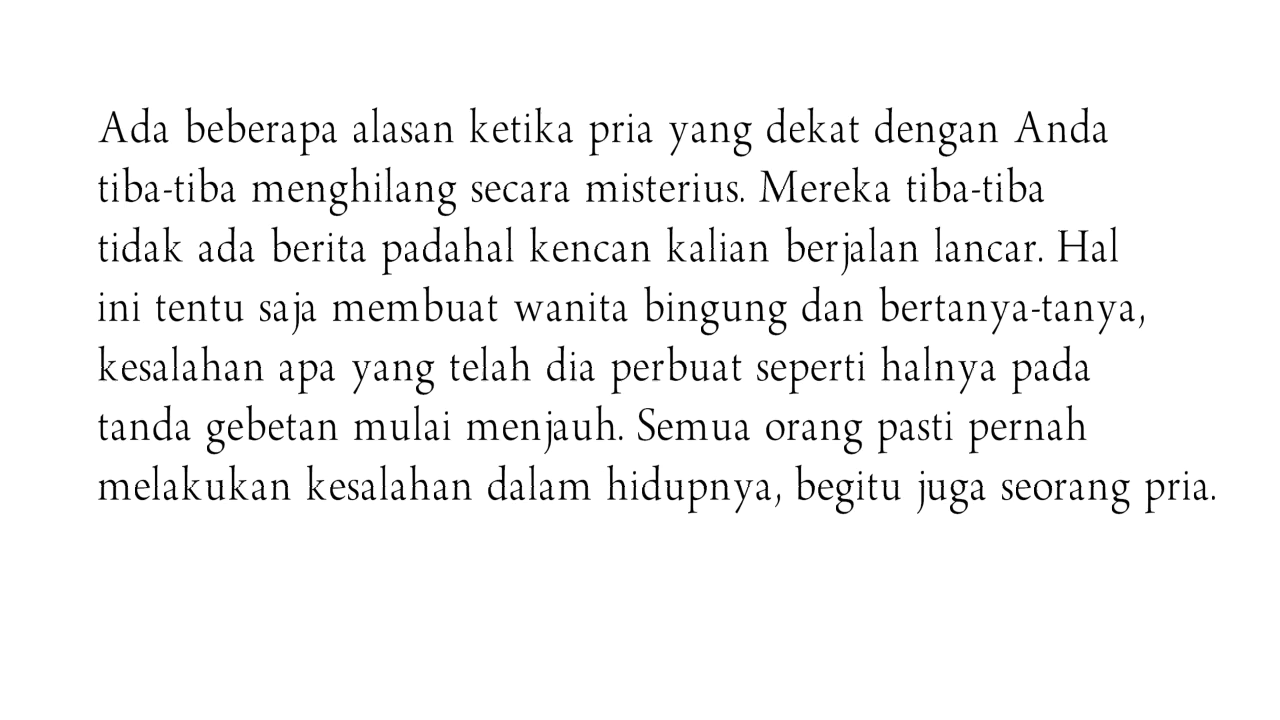 Ada beberapa alasan ketika pria yang dekat dengan Anda
tiba-tiba menghilang secara misterius. Mereka tiba-tiba
tidak ada berita padahal kencan kalian berjalan lancar. Hal
ini tentu saja membuat wanita bingung dan bertanya-tanya,
kesalahan apa yang telah dia perbuat seperti halnya pada
tanda gebetan mulai menjauh. Semua orang pasti pernah
melakukan kesalahan dalam hidupnya, begitu juga seorang pria.